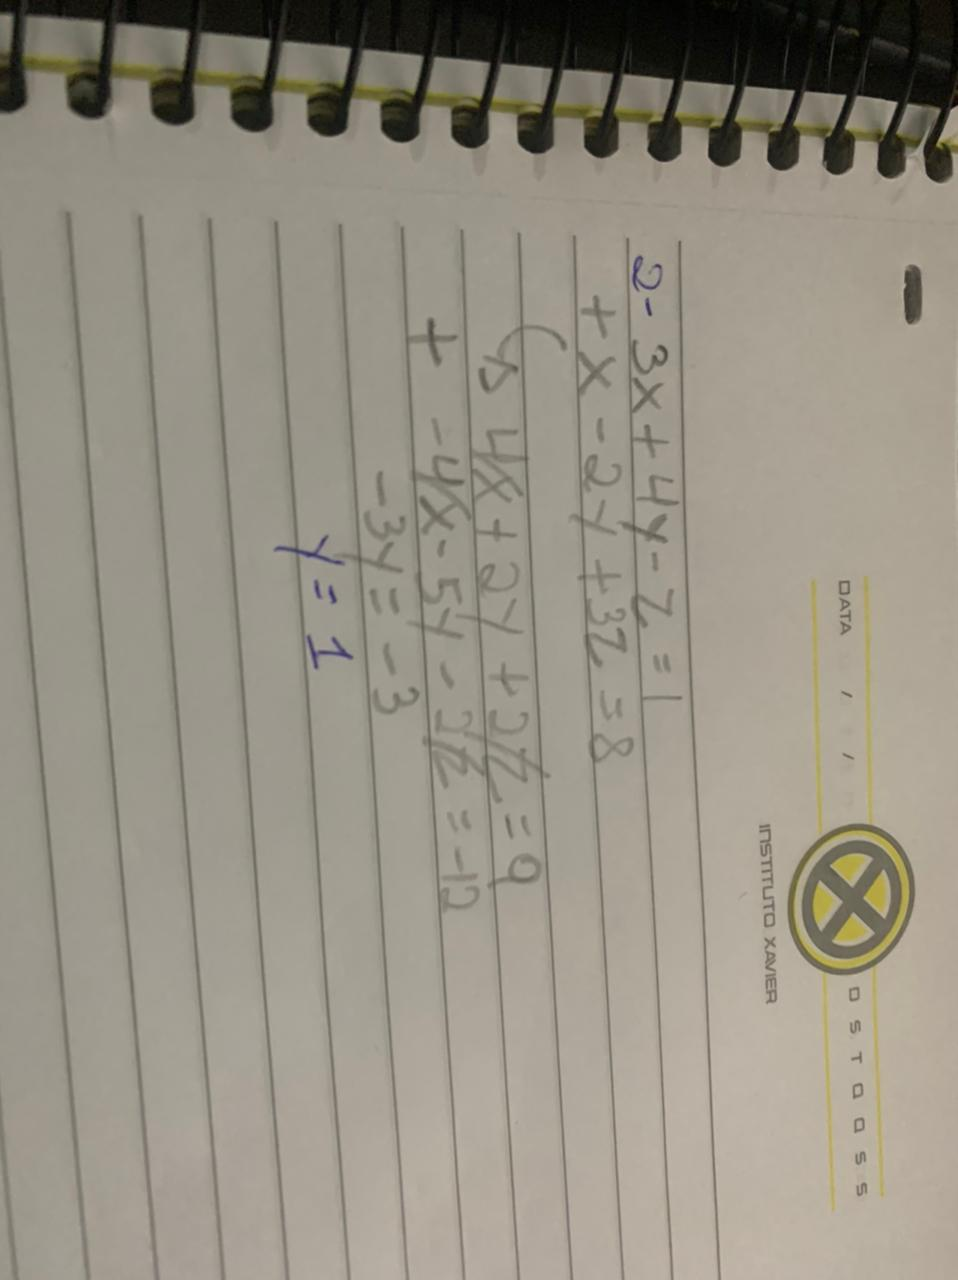 DATA / /
D S T Q Q S S
INSTITUTO XAVIER
2- 3x + 4y - z = 1
+ x - 2y + 3z = 8
↳ 4x + 2y + 2z = 9
+ -4x - 5y - 2z = -12
-3y = -3
y = 1